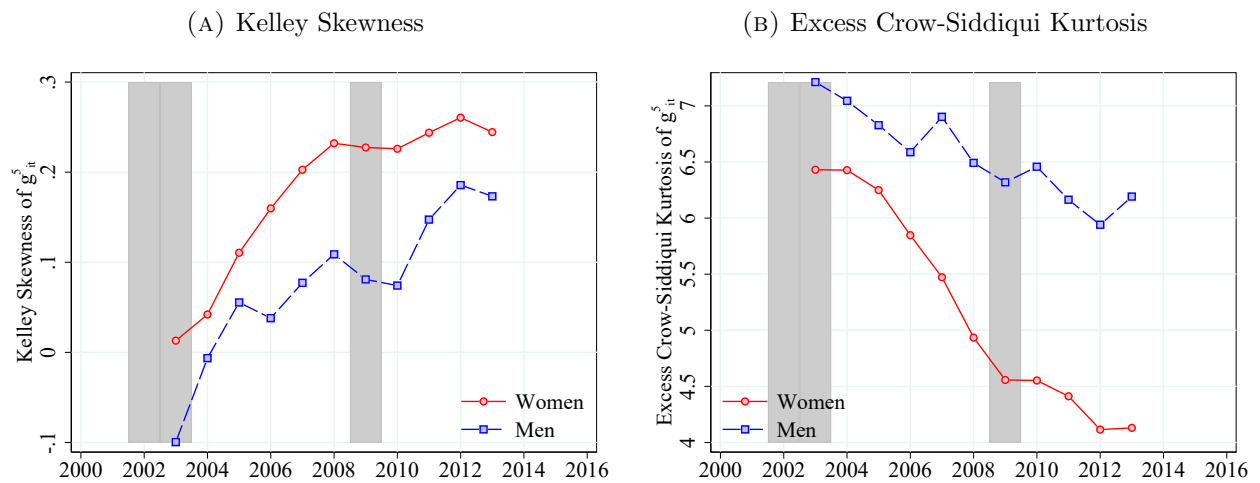 (A) Kelley Skewness
Kelley Skewness of g⁵ᵢₜ
.3
.2
.1
0
-.1
Women
Men
2000 2002 2004 2006 2008 2010 2012 2014 2016
(B) Excess Crow-Siddiqui Kurtosis
Excess Crow-Siddiqui Kurtosis of g⁵ᵢₜ
7
6.5
6
5.5
5
4.5
4
Women
Men
2000 2002 2004 2006 2008 2010 2012 2014 2016